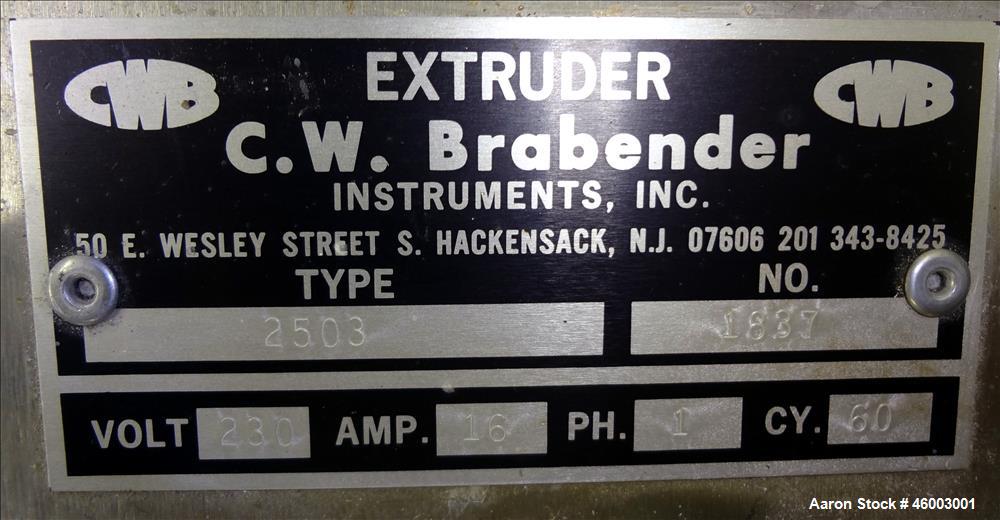 CWB EXTRUDER CWB
C.W. Brabender
INSTRUMENTS, INC.
50 E. WESLEY STREET S. HACKENSACK, N.J. 07606 201 343-8425
TYPE NO.
2503 1837
VOLT 230 AMP. 16 PH. 1 CY. 60
Aaron Stock # 46003001